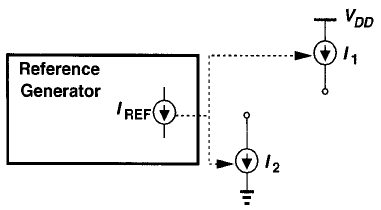 V_DD
I_1
Reference
Generator
I_REF
I_2